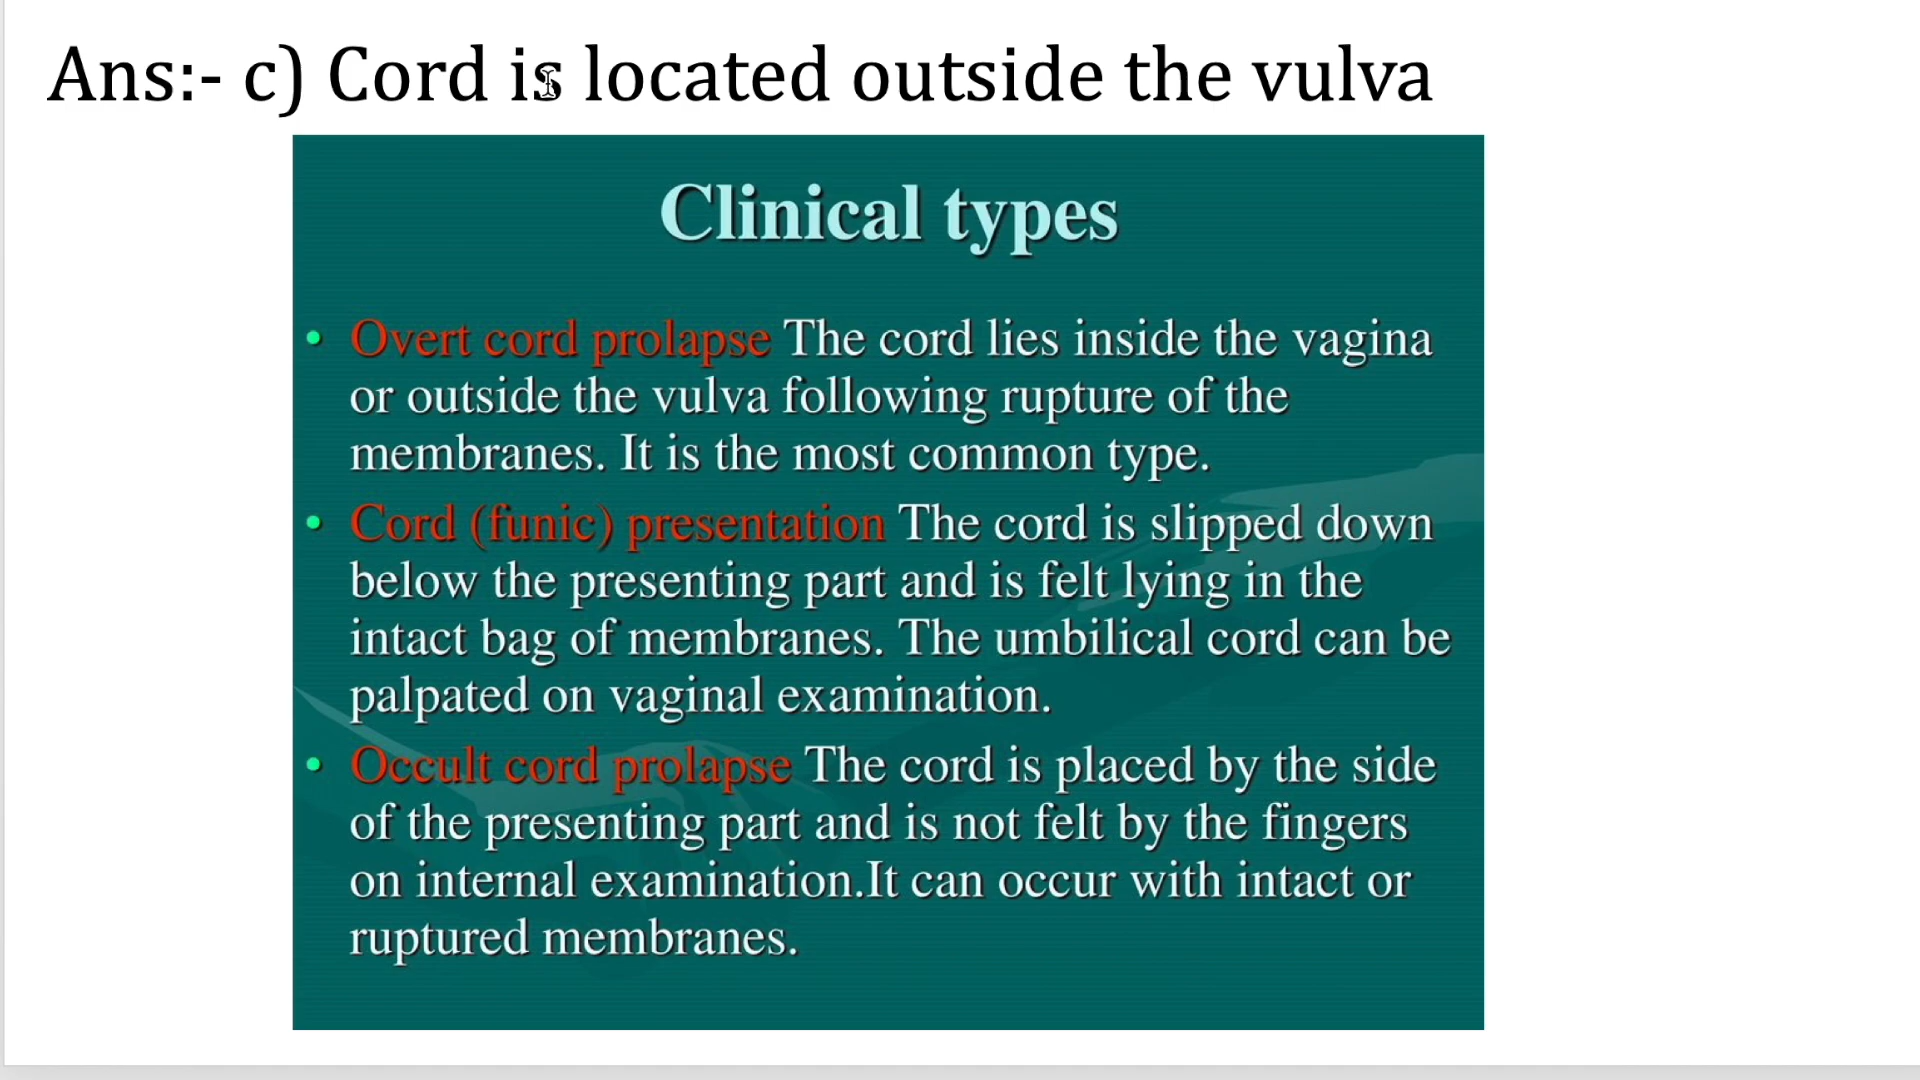 Ans:- c) Cord is located outside the vulva
Clinical types
• Overt cord prolapse The cord lies inside the vagina
or outside the vulva following rupture of the
membranes. It is the most common type.
• Cord (funic) presentation The cord is slipped down
below the presenting part and is felt lying in the
intact bag of membranes. The umbilical cord can be
palpated on vaginal examination.
• Occult cord prolapse The cord is placed by the side
of the presenting part and is not felt by the fingers
on internal examination.It can occur with intact or
ruptured membranes.